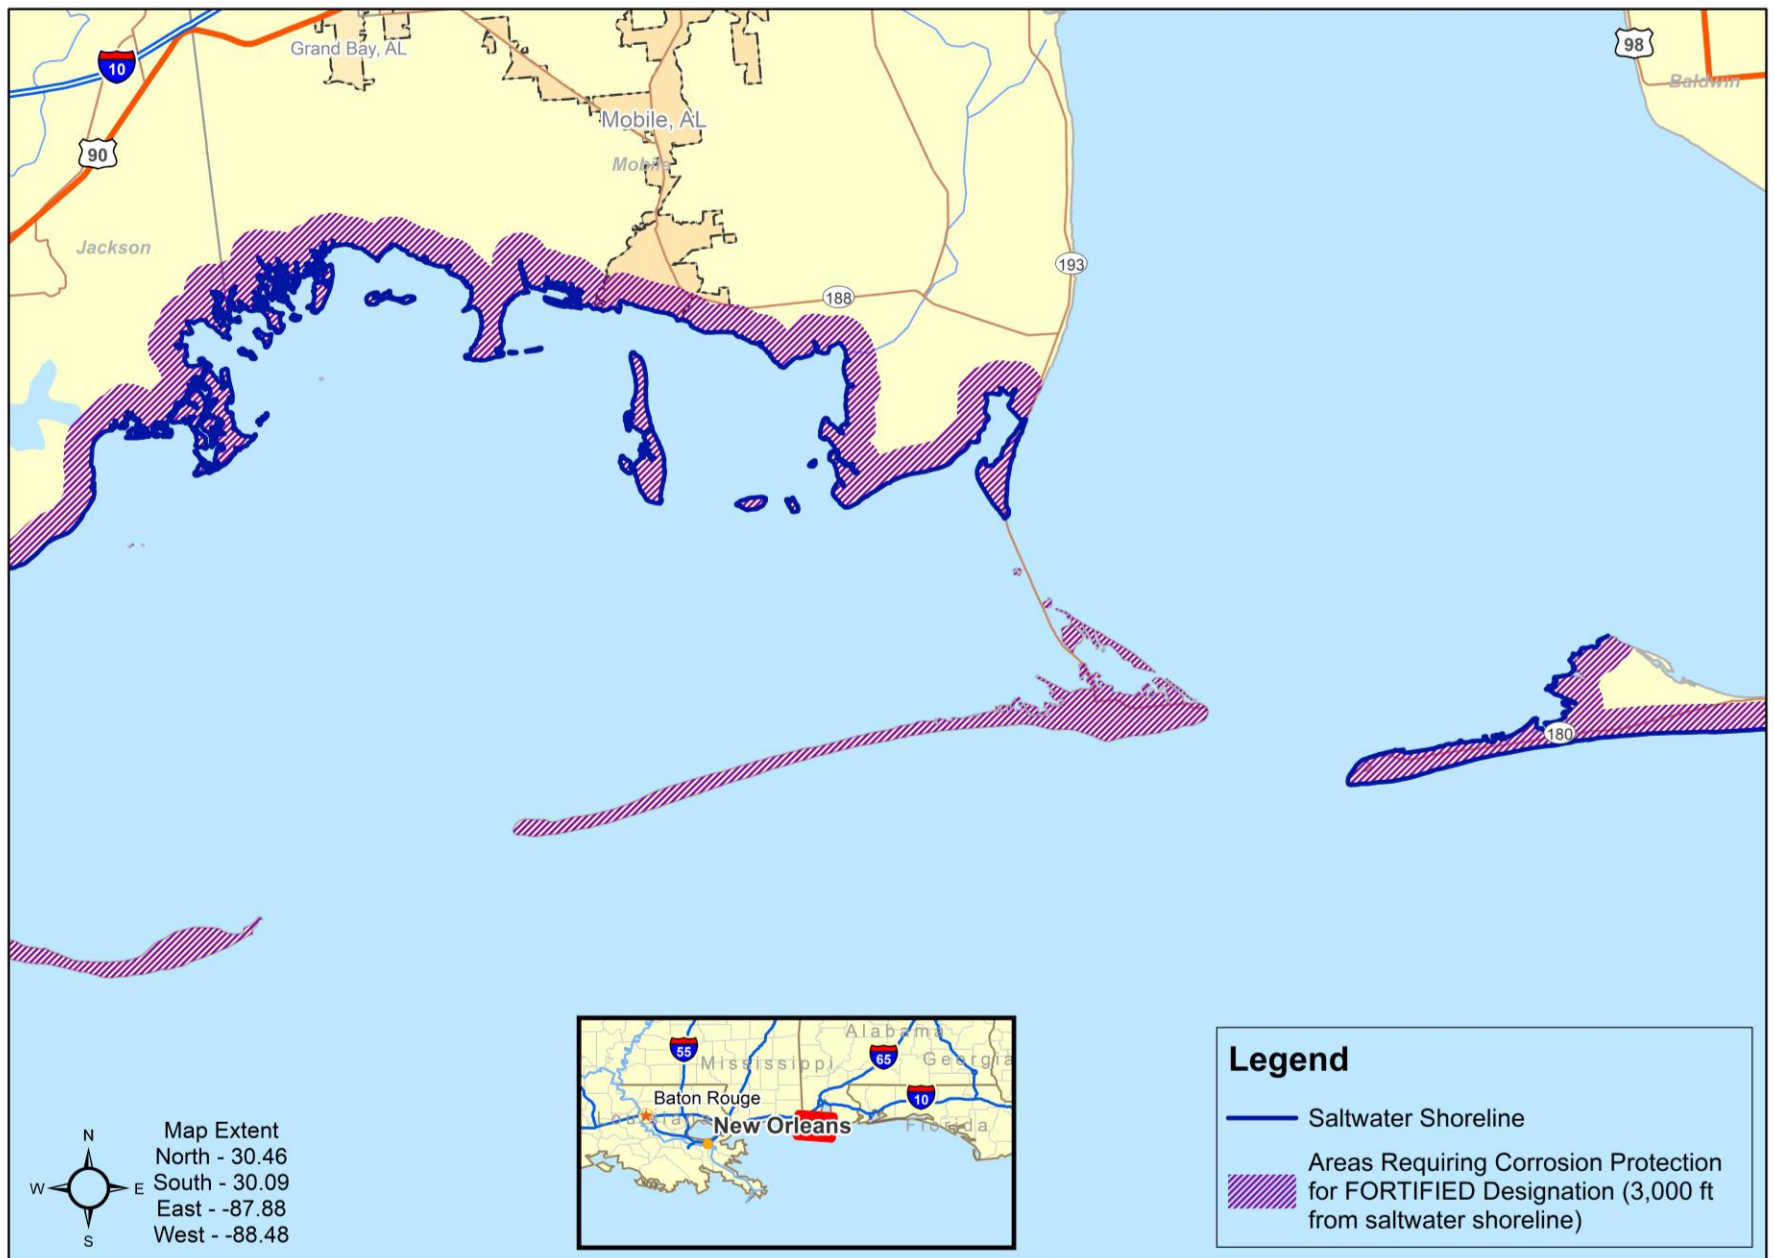 Grand Bay, AL
10
98
Baldwin
Mobile, AL
90
Mobile
Jackson
193
188
180
Alabama
55
Mississippi
65
Georgia
10
Baton Rouge
New Orleans
Florida
Legend
Saltwater Shoreline
Areas Requiring Corrosion Protection
for FORTIFIED Designation (3,000 ft
from saltwater shoreline)
N
W
E
S
Map Extent
North - 30.46
South - 30.09
East - -87.88
West - -88.48